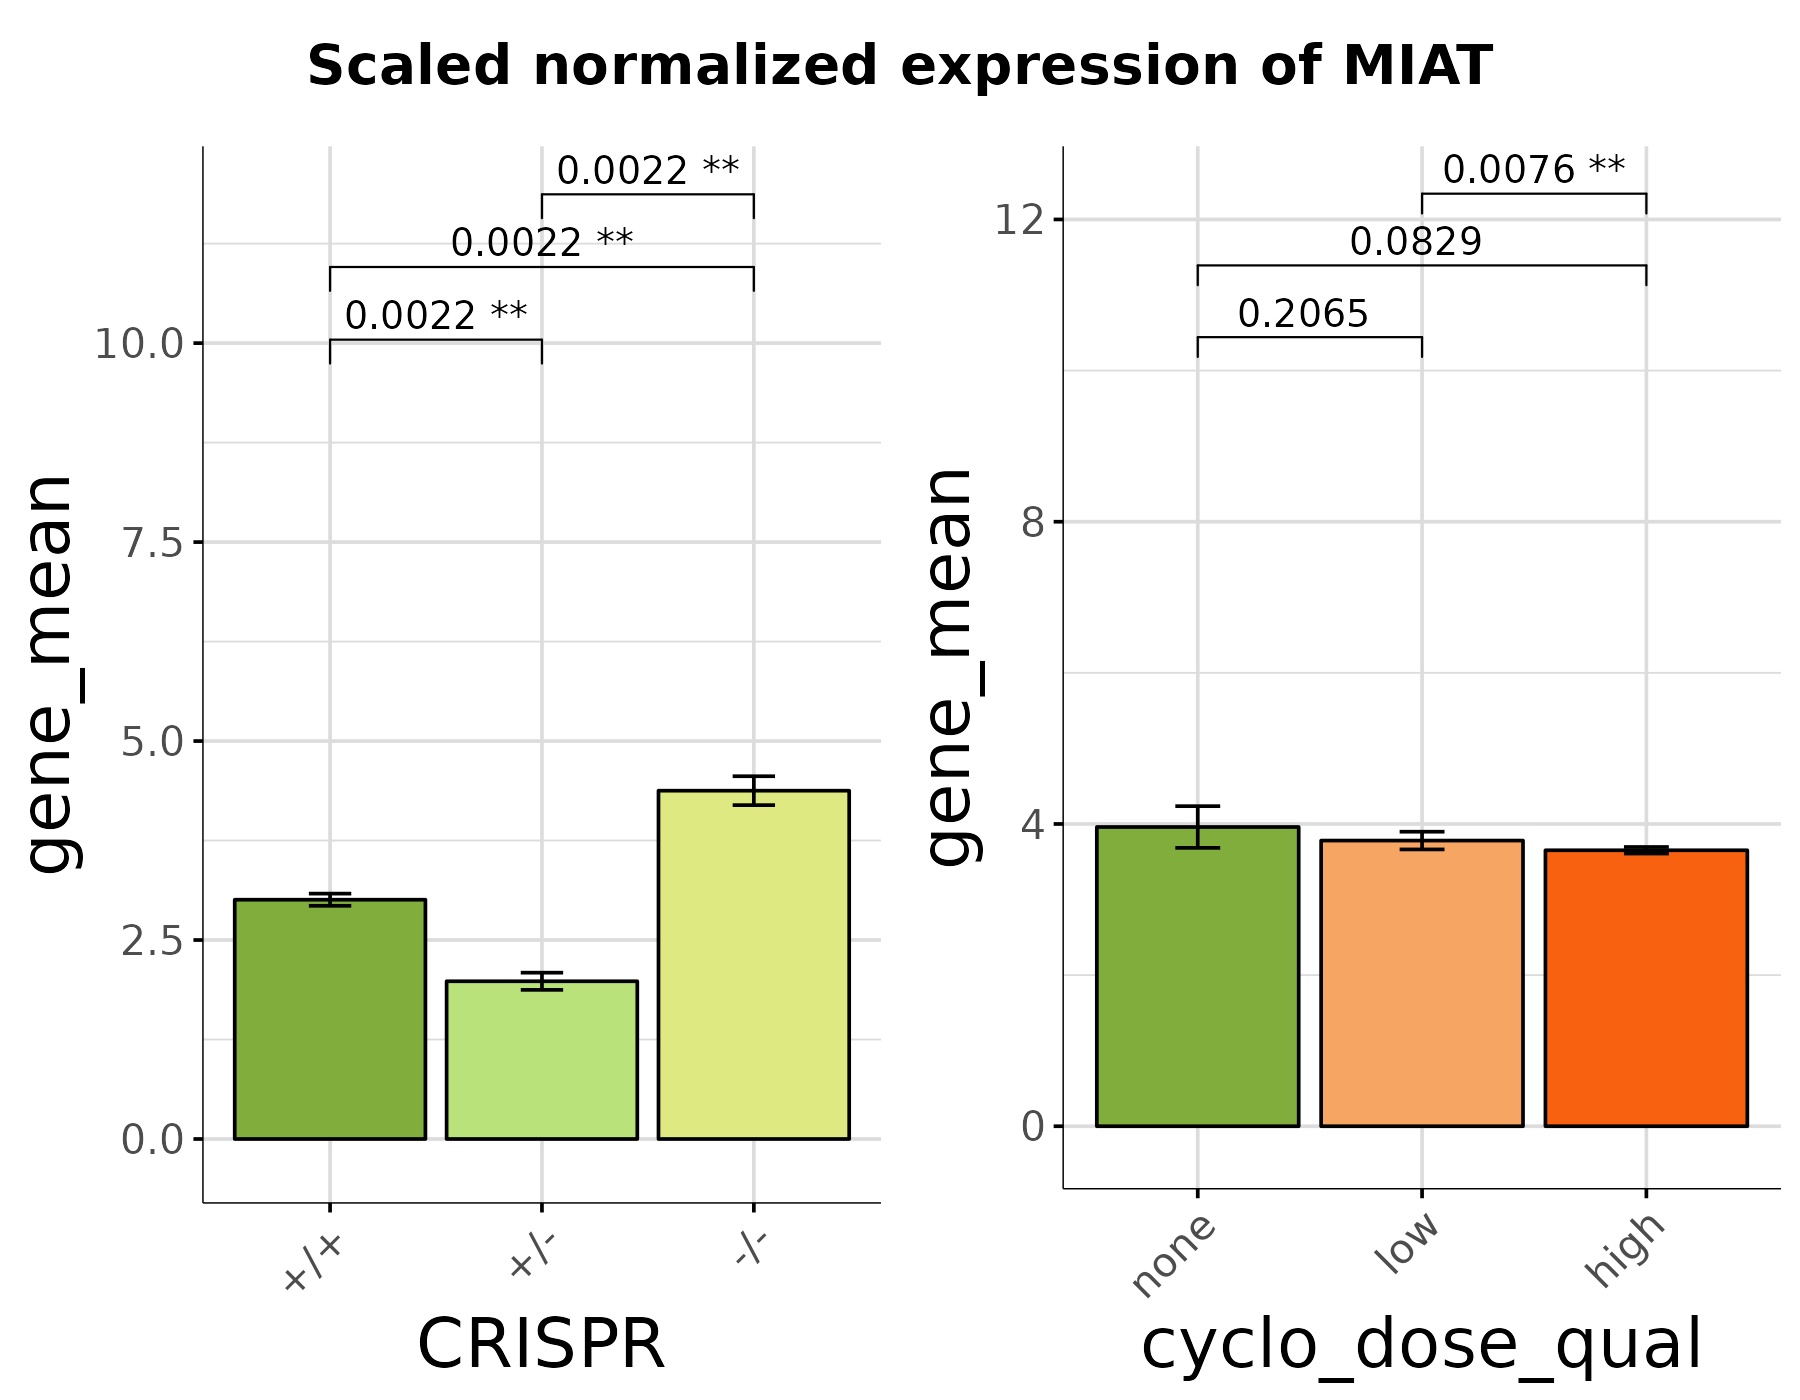 Scaled normalized expression of MIAT
gene_mean
10.0
7.5
5.0
2.5
0.0
0.0022 **
0.0022 **
0.0022 **
+/+
+/-
-/-
CRISPR
gene_mean
12
8
4
0
0.0076 **
0.0829
0.2065
none
low
high
cyclo_dose_qual